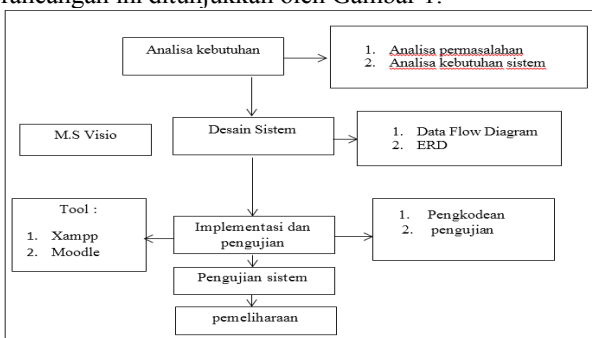 rancangan ini ditunjukkan oleh Gambar 1.
Analisa kebutuhan
1. Analisa permasalahan
2. Analisa kebutuhan sistem
M.S Visio
Desain Sistem
1. Data Flow Diagram
2. ERD
Tool :
1. Xampp
2. Moodle
Implementasi dan
pengujian
1. Pengkodean
2. pengujian
Pengujian sistem
pemeliharaan